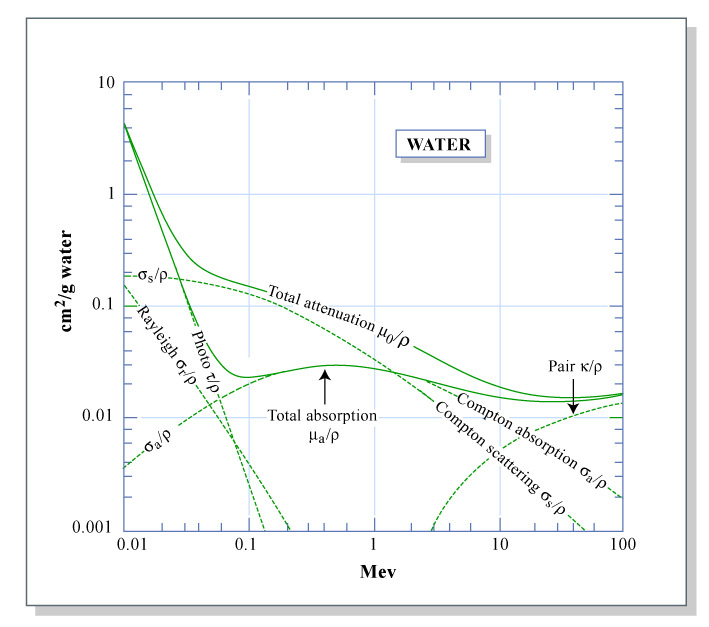 10
WATER
1
cm²/g water
σs/ρ
0.1
Total attenuation μ0/ρ
Rayleigh σr/ρ
Photo τ/ρ
Pair κ/ρ
0.01
Total absorption
μa/ρ
Compton absorption σa/ρ
Compton scattering σs/ρ
σa/ρ
0.001
0.01
0.1
1
10
100
Mev